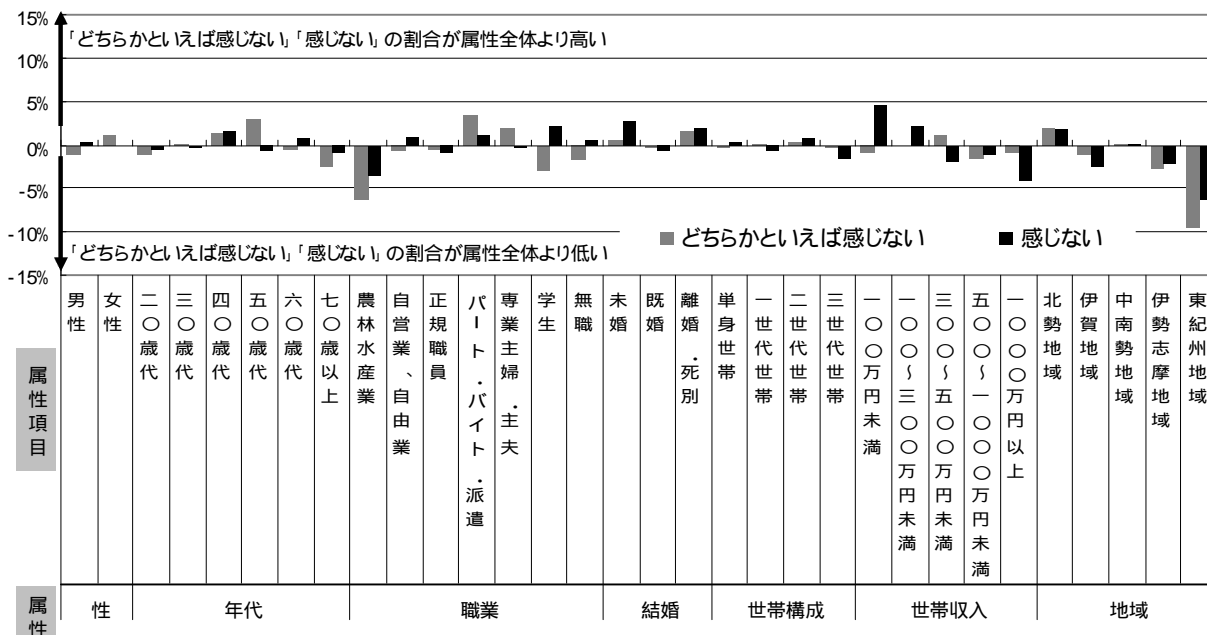 15%
「どちらかといえば感じない」「感じない」の割合が属性全体より高い
10%
5%
0%
-5%
-10%
どちらかといえば感じない
感じない
「どちらかといえば感じない」「感じない」の割合が属性全体より低い
-15%
属性項目
男性
女性
二〇歳代
三〇歳代
四〇歳代
五〇歳代
六〇歳代
七〇歳以上
農林水産業
自営業、自由業
正規職員
パート・バイト・派遣
専業主婦・主夫
学生
無職
未婚
既婚
離婚・死別
単身世帯
一世代世帯
二世代世帯
三世代世帯
一〇〇万円未満
一〇〇～三〇〇万円未満
三〇〇～五〇〇万円未満
五〇〇～一〇〇〇万円未満
一〇〇〇万円以上
北勢地域
伊賀地域
中南勢地域
伊勢志摩地域
東紀州地域
属性
性
年代
職業
結婚
世帯構成
世帯収入
地域